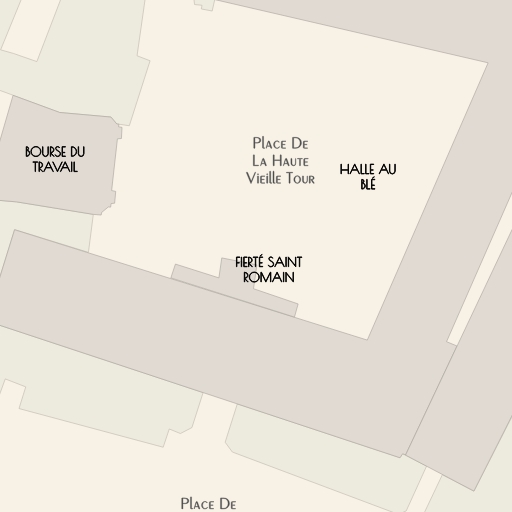 Place De
La Haute
Vieille Tour
BOURSE DU
TRAVAIL
HALLE AU
BLÉ
FIERTÉ SAINT
ROMAIN
Place De